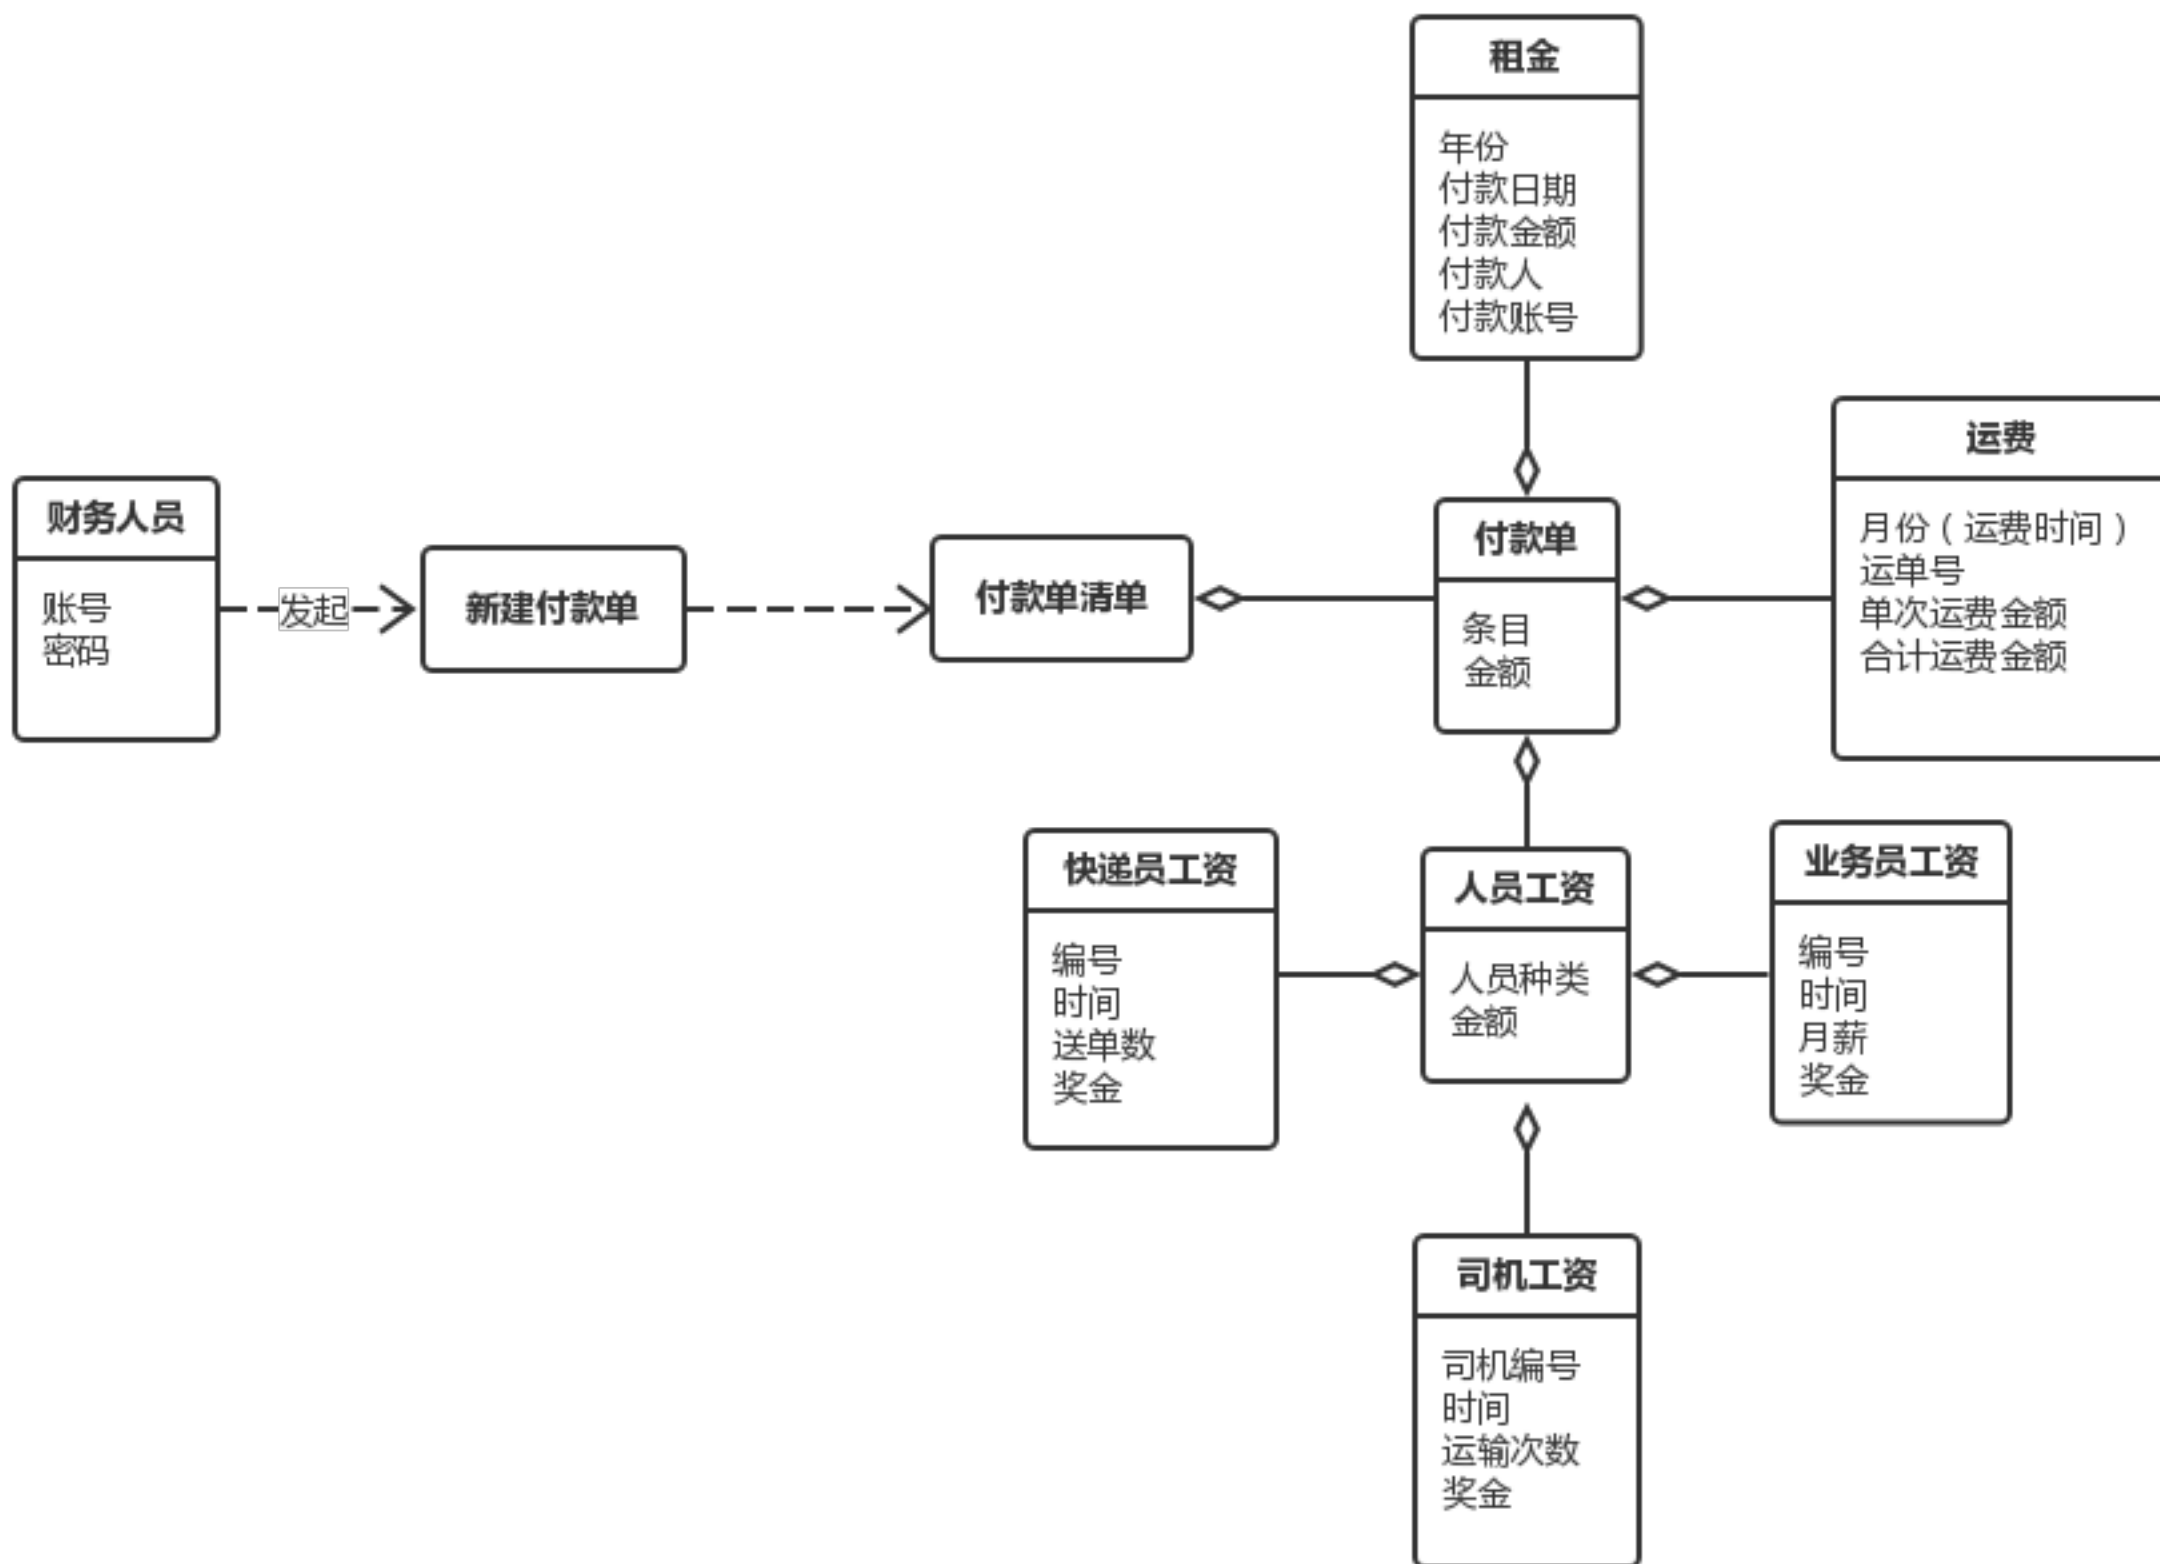 租金
年份
付款日期
付款金额
付款人
付款账号
运费
月份（运费时间）
运单号
单次运费金额
合计运费金额
财务人员
账号
密码
发起
新建付款单
付款单清单
付款单
条目
金额
快递员工资
编号
时间
送单数
奖金
人员工资
人员种类
金额
业务员工资
编号
时间
月薪
奖金
司机工资
司机编号
时间
运输次数
奖金